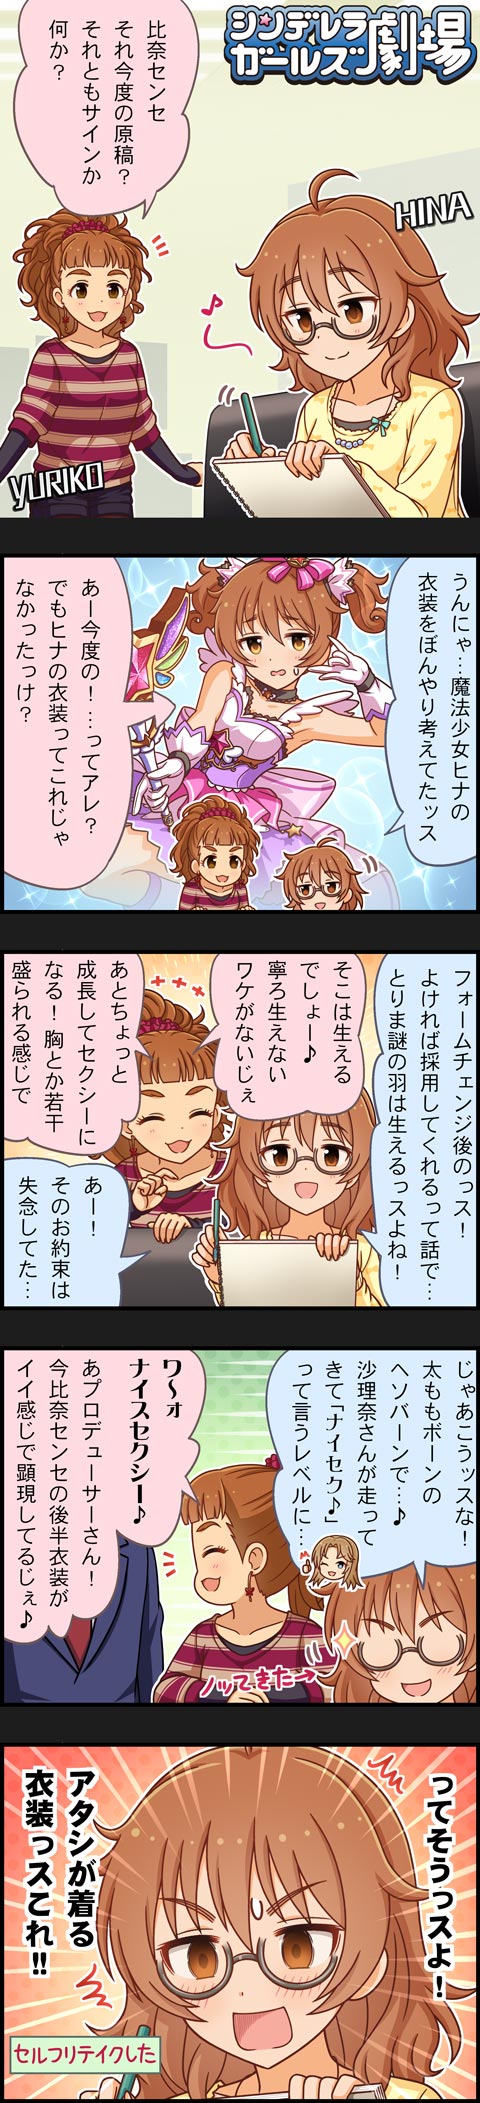 シンデレラ
ガールズ劇場
比奈センセ
それ今度の原稿？
それともサインか
何か？
HINA
YURIKO
うんにゃ…魔法少女ヒナの
衣装をぼんやり考えてたッス
あー今度の！…ってアレ？
でもヒナの衣装ってこれじゃ
なかったっけ？
フォームチェンジ後のっス！
よければ採用してくれるって話で…
とりま謎の羽は生えるっスよね！
そこは生える
でしょー♪
寧ろ生えない
ワケがないじぇ
あとちょっと
成長してセクシーに
なる！胸とか若干
盛られる感じで
あー！
そのお約束は
失念してた…
じゃあこうッスな！
太ももボーンの
ヘソバーンで…♪
沙理奈さんが走って
きて「ナイセク♪」
って言うレベルに…
ノッてきた→
ワ〜ォ
ナイスセクシー♪
あプロデューサーさん！
今比奈センセの後半衣装が
イイ感じで顕現してるじぇ♪
ってそうっスよ！
アタシが着る
衣装っスこれ!!
セルフリテイクした